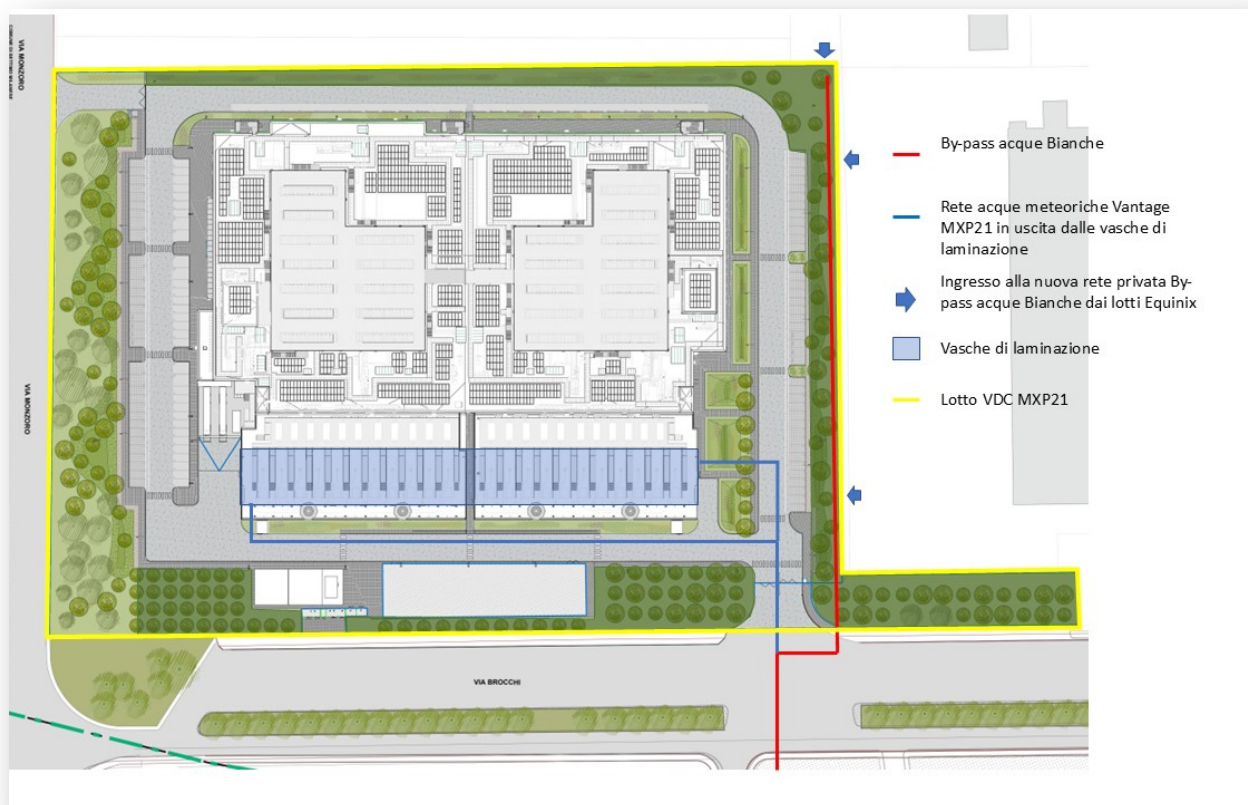 VIA MONZORO
VIA MONZORO
VIA BROCCHI
By-pass acque Bianche
Rete acque meteoriche Vantage
MXP21 in uscita dalle vasche di
laminazione
Ingresso alla nuova rete privata By-
pass acque Bianche dai lotti Equinix
Vasche di laminazione
Lotto VDC MXP21